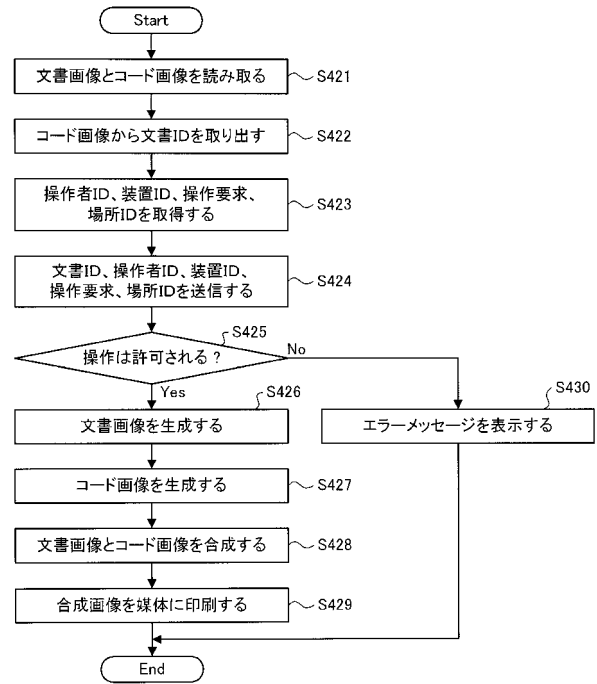 Start
文書画像とコード画像を読み取る
S421
コード画像から文書IDを取り出す
S422
操作者ID、装置ID、操作要求、
場所IDを取得する
S423
文書ID、操作者ID、装置ID、
操作要求、場所IDを送信する
S424
S425
操作は許可される？
No
Yes
S426
文書画像を生成する
S430
エラーメッセージを表示する
コード画像を生成する
S427
文書画像とコード画像を合成する
S428
合成画像を媒体に印刷する
S429
End